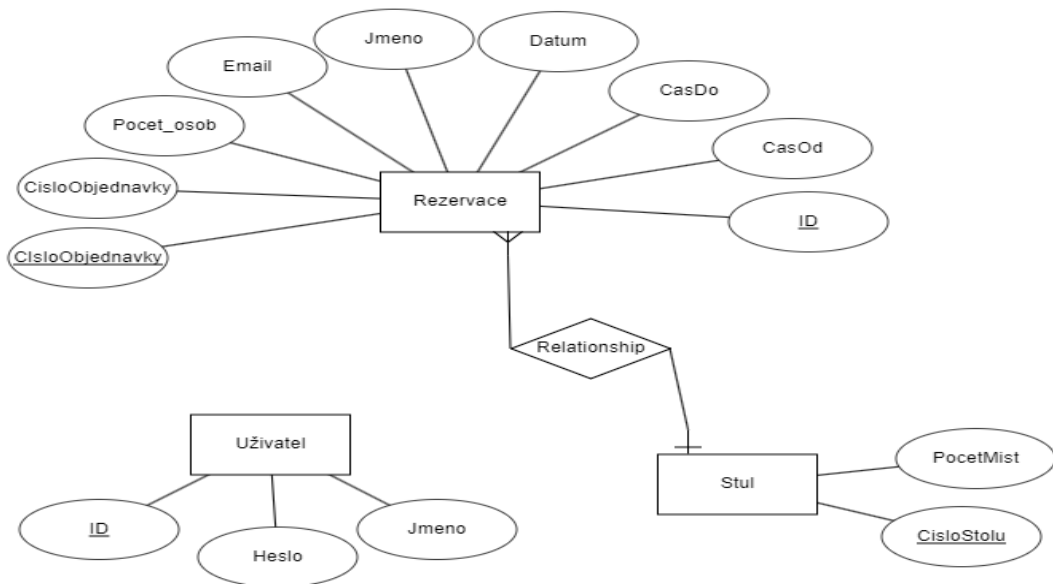 Jmeno
Datum
Email
CasDo
Pocet_osob
CasOd
CisloObjednavky
Rezervace
ID
CIsloObjednavky
Relationship
Uživatel
PocetMist
Stul
ID
Heslo
Jmeno
CisloStolu